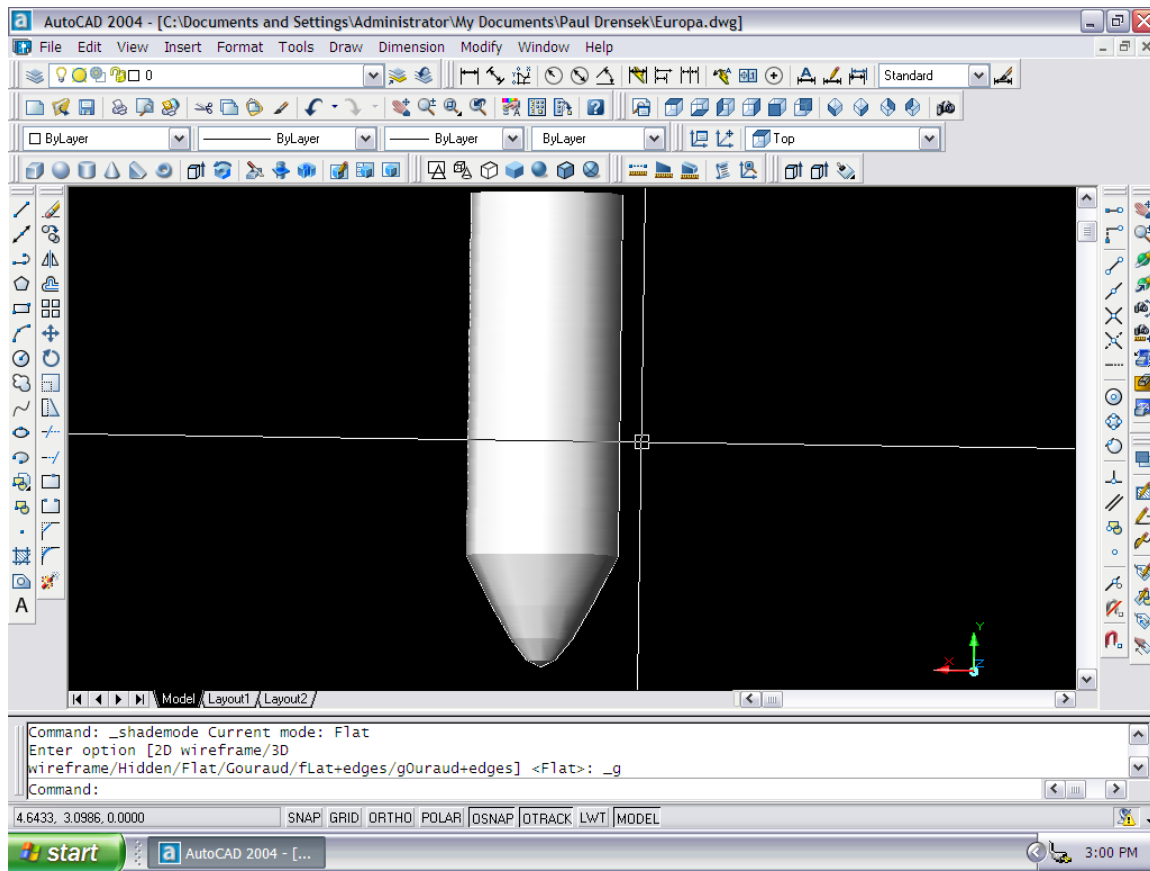 AutoCAD 2004 - [C:\Documents and Settings\Administrator\My Documents\Paul Drensek\Europa.dwg]
File Edit View Insert Format Tools Draw Dimension Modify Window Help
0 Standard
ByLayer ByLayer ByLayer ByLayer Top
A
Y
X
Z
Model Layout1 Layout2
Command: _shademode Current mode: Flat
Enter option [2D wireframe/3D
wireframe/Hidden/Flat/Gouraud/fLat+edges/gOuraud+edges] <Flat>: _g
Command:
4.6433, 3.0986, 0.0000 SNAP GRID ORTHO POLAR OSNAP OTRACK LWT MODEL
start AutoCAD 2004 - [... 3:00 PM